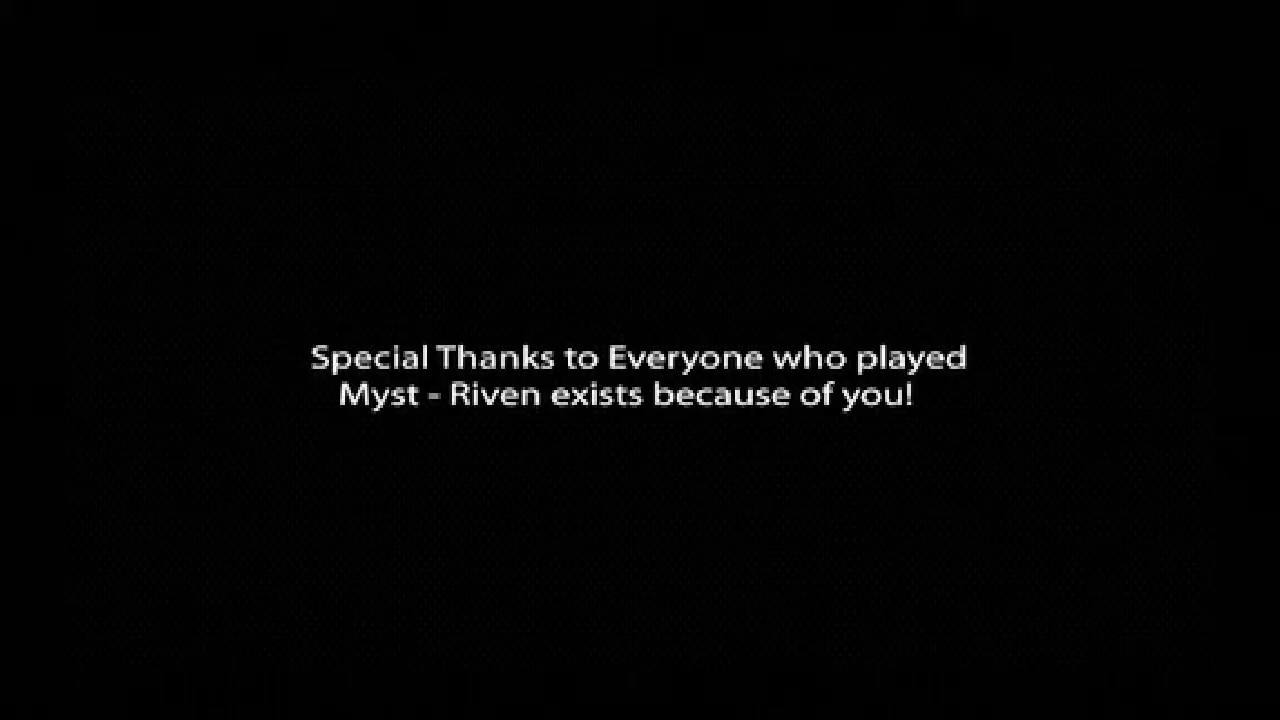 Special Thanks to Everyone who played
Myst - Riven exists because of you!